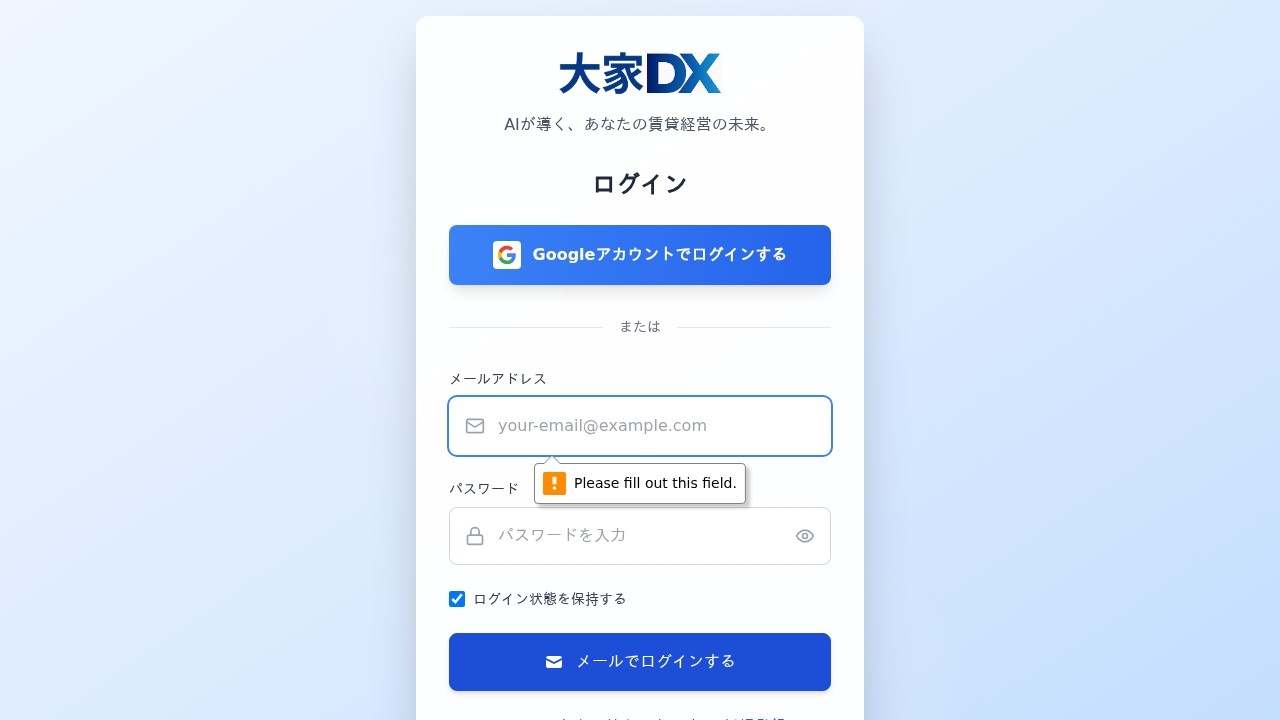 大家DX
AIが導く、あなたの賃貸経営の未来。
ログイン
Googleアカウントでログインする
または
メールアドレス
your-email@example.com
Please fill out this field.
パスワード
パスワードを入力
ログイン状態を保持する
メールでログインする